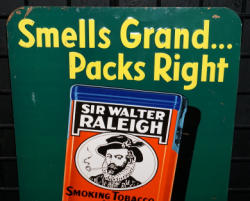 Smells Grand...
Packs Right
SIR WALTER
RALEIGH
SMOKING TOBACCO